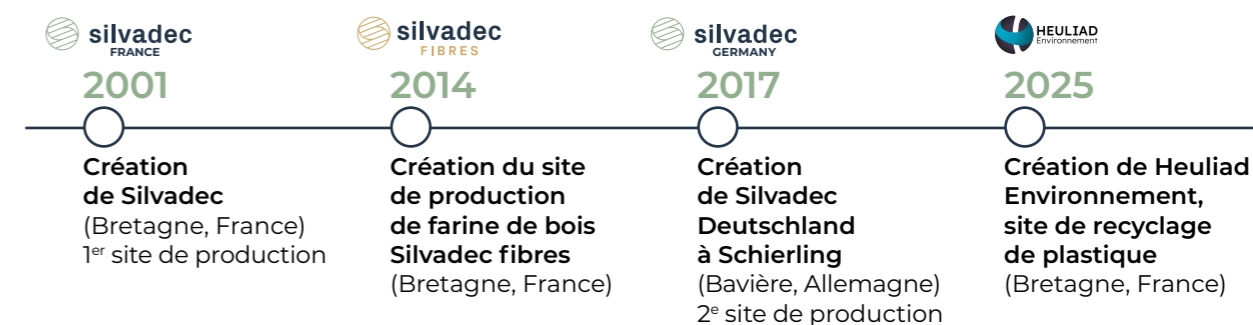 silvadec
FRANCE
2001
Création
de Silvadec
(Bretagne, France)
1er site de production
silvadec
FIBRES
2014
Création du site
de production
de farine de bois
Silvadec fibres
(Bretagne, France)
silvadec
GERMANY
2017
Création
de Silvadec
Deutschland
à Schierling
(Bavière, Allemagne)
2e site de production
HEULIAD
Environnement
2025
Création de Heuliad
Environnement,
site de recyclage
de plastique
(Bretagne, France)